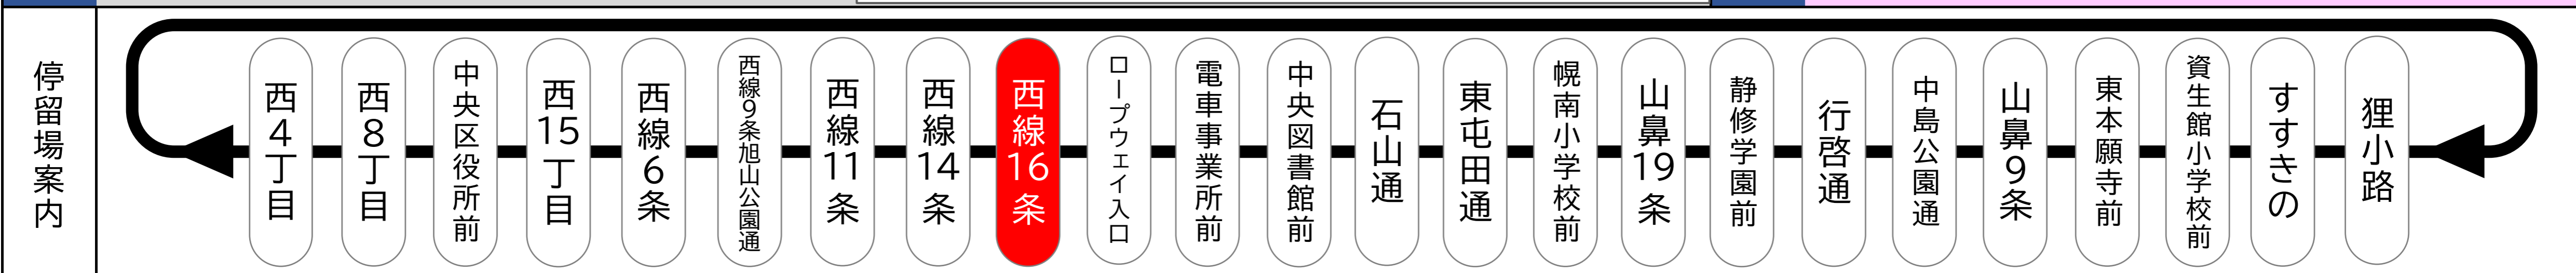 停留場案内
西4丁目
西8丁目
中央区役所前
西15丁目
西線6条
西線9条旭山公園通
西線11条
西線14条
西線16条
ロープウェイ入口
電車事業所前
中央図書館前
石山通
東屯田通
幌南小学校前
山鼻19条
静修学園前
行啓通
中島公園通
山鼻9条
東本願寺前
資生館小学校前
すすきの
狸小路